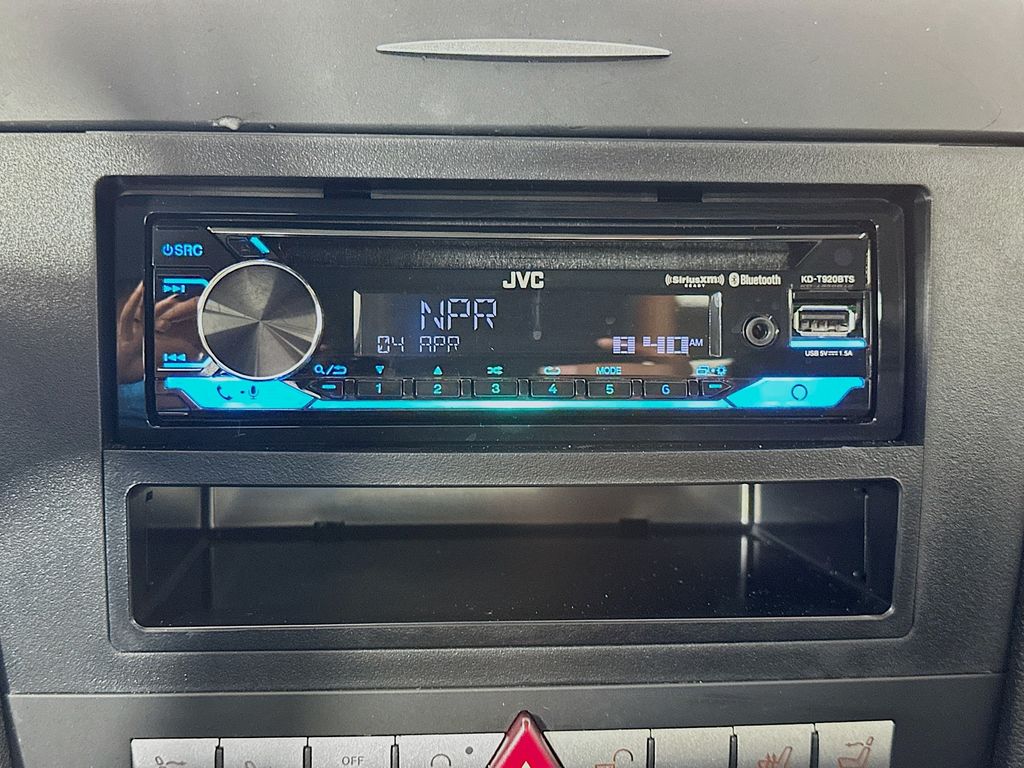 SRC
JVC
((SiriusXM))
READY
Bluetooth
KD-T920BTS
NPR
04 APR
8 40 AM
USB 5V 1.5A
MODE
1 2 3 4 5 6
OFF